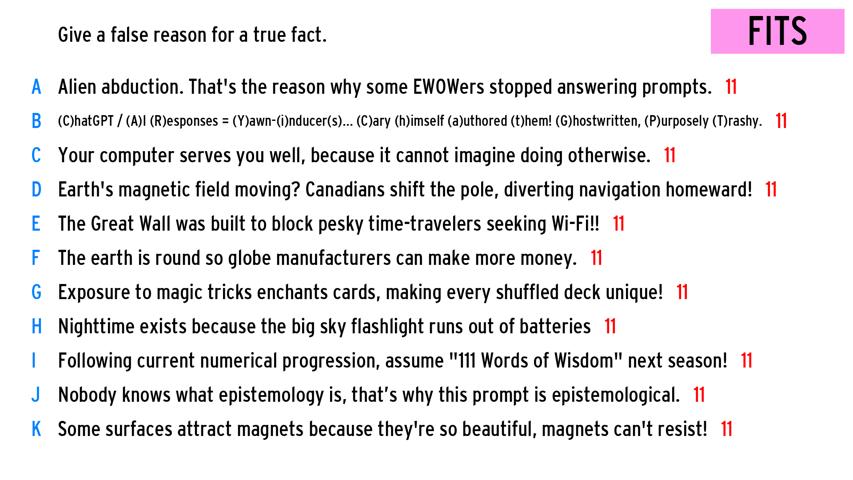 Give a false reason for a true fact.
FITS
A Alien abduction. That's the reason why some EWOWers stopped answering prompts. 11
B (C)hatGPT / (A)I (R)esponses = (Y)awn-(i)nducer(s)... (C)ary (h)imself (a)uthored (t)hem! (G)hostwritten, (P)urposely (T)rashy. 11
C Your computer serves you well, because it cannot imagine doing otherwise. 11
D Earth's magnetic field moving? Canadians shift the pole, diverting navigation homeward! 11
E The Great Wall was built to block pesky time-travelers seeking Wi-Fi!! 11
F The earth is round so globe manufacturers can make more money. 11
G Exposure to magic tricks enchants cards, making every shuffled deck unique! 11
H Nighttime exists because the big sky flashlight runs out of batteries 11
I Following current numerical progression, assume "111 Words of Wisdom" next season! 11
J Nobody knows what epistemology is, that’s why this prompt is epistemological. 11
K Some surfaces attract magnets because they're so beautiful, magnets can't resist! 11